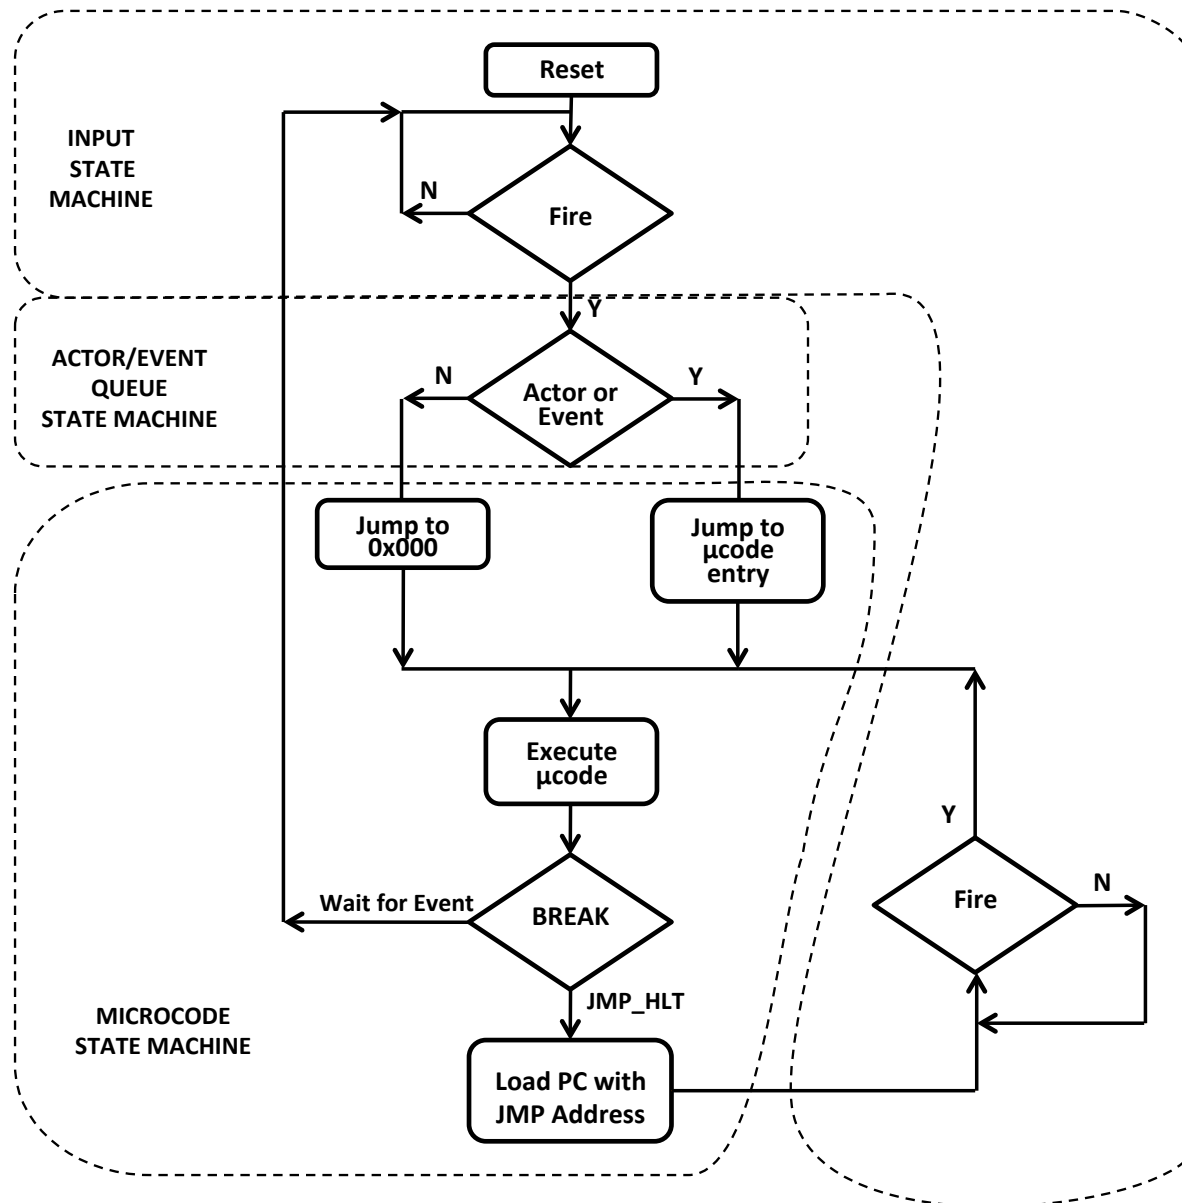 Reset
INPUT
STATE
MACHINE
N
Fire
Y
ACTOR/EVENT
QUEUE
STATE MACHINE
N
Actor or
Event
Y
Jump to
0x000
Jump to
µcode
entry
Execute
µcode
Y
Wait for Event
BREAK
Fire
N
JMP_HLT
MICROCODE
STATE MACHINE
Load PC with
JMP Address